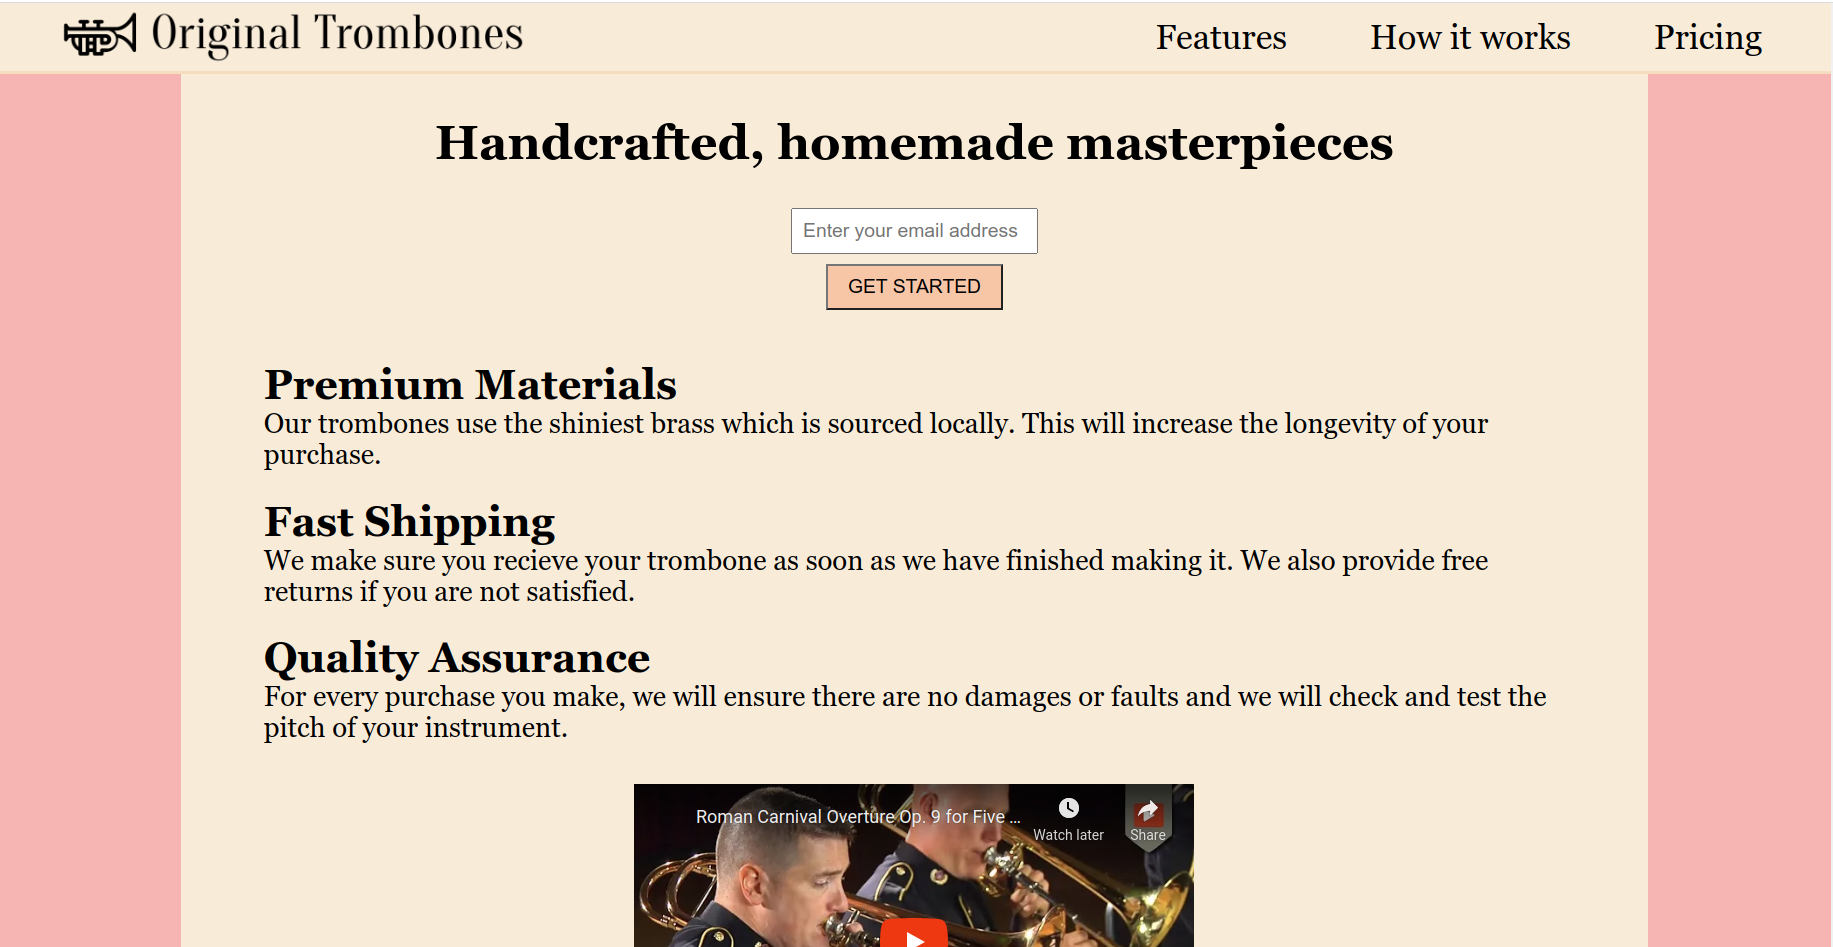 Original Trombones
Features
How it works
Pricing
Handcrafted, homemade masterpieces
Enter your email address
GET STARTED
Premium Materials
Our trombones use the shiniest brass which is sourced locally. This will increase the longevity of your
purchase.
Fast Shipping
We make sure you recieve your trombone as soon as we have finished making it. We also provide free
returns if you are not satisfied.
Quality Assurance
For every purchase you make, we will ensure there are no damages or faults and we will check and test the
pitch of your instrument.
Roman Carnival Overture Op. 9 for Five ...
Watch later
Share